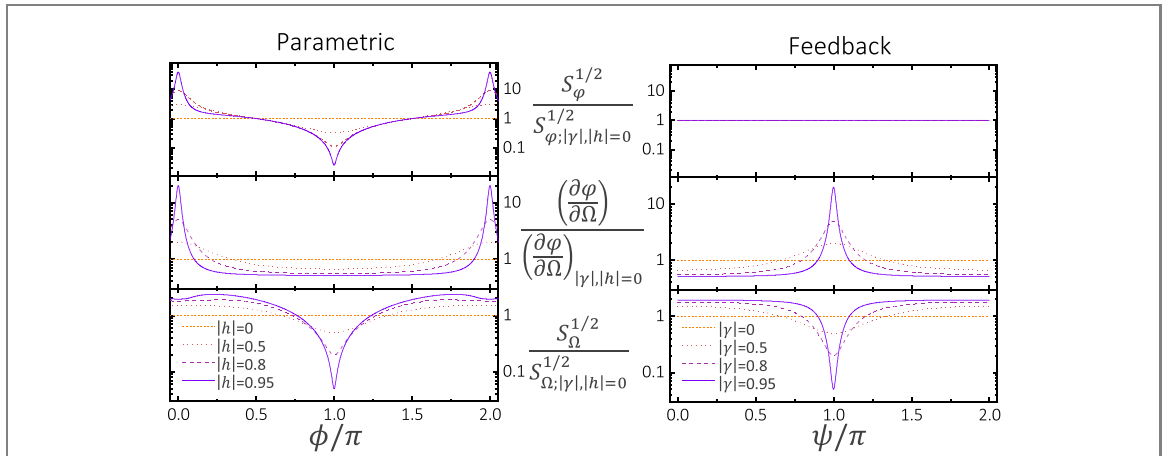 Parametric
Feedback
10
1
0.1
S_φ^{1/2}
S_{φ;|γ|,|h|=0}^{1/2}
10
1
0.1
10
1
(∂φ/∂Ω)
(∂φ/∂Ω)_{|γ|,|h|=0}
10
1
1
0.1
|h|=0
|h|=0.5
|h|=0.8
|h|=0.95
S_Ω^{1/2}
S_{Ω;|γ|,|h|=0}^{1/2}
1
0.1
|γ|=0
|γ|=0.5
|γ|=0.8
|γ|=0.95
0.0 0.5 1.0 1.5 2.0
0.0 0.5 1.0 1.5 2.0
ϕ/π
ψ/π